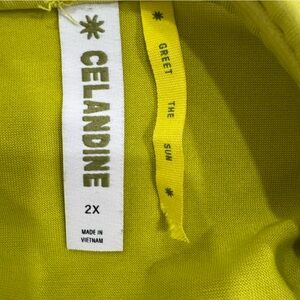 CELANDINE
2X
MADE IN
VIETNAM
GREET THE SUN